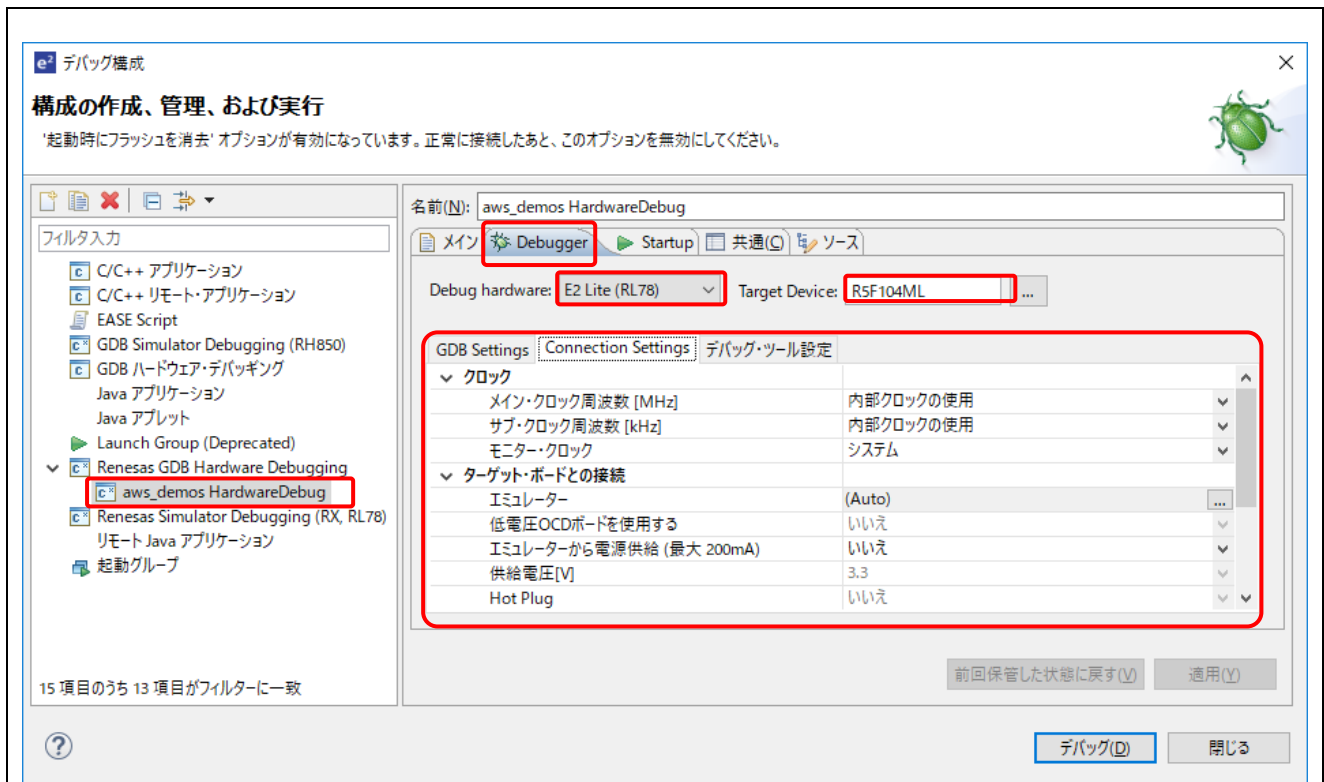 e² デバッグ構成
構成の作成、管理、および実行
'起動時にフラッシュを消去' オプションが有効になっています。正常に接続したあと、このオプションを無効にしてください。
フィルタ入力
C/C++ アプリケーション
C/C++ リモート・アプリケーション
EASE Script
GDB Simulator Debugging (RH850)
GDB ハードウェア・デバッギング
Java アプリケーション
Java アプレット
Launch Group (Deprecated)
Renesas GDB Hardware Debugging
aws_demos HardwareDebug
Renesas Simulator Debugging (RX, RL78)
リモート Java アプリケーション
起動グループ
15 項目のうち 13 項目がフィルターに一致
名前(N): aws_demos HardwareDebug
メイン Debugger Startup 共通(C) ソース
Debug hardware: E2 Lite (RL78) Target Device: R5F104ML ...
GDB Settings Connection Settings デバッグ・ツール設定
クロック
メイン・クロック周波数 [MHz] 内部クロックの使用
サブ・クロック周波数 [kHz] 内部クロックの使用
モニター・クロック システム
ターゲット・ボードとの接続
エミュレーター (Auto) ...
低電圧OCDボードを使用する いいえ
エミュレーターから電源供給 (最大 200mA) いいえ
供給電圧[V] 3.3
Hot Plug いいえ
前回保管した状態に戻す(V) 適用(Y)
? デバッグ(D) 閉じる